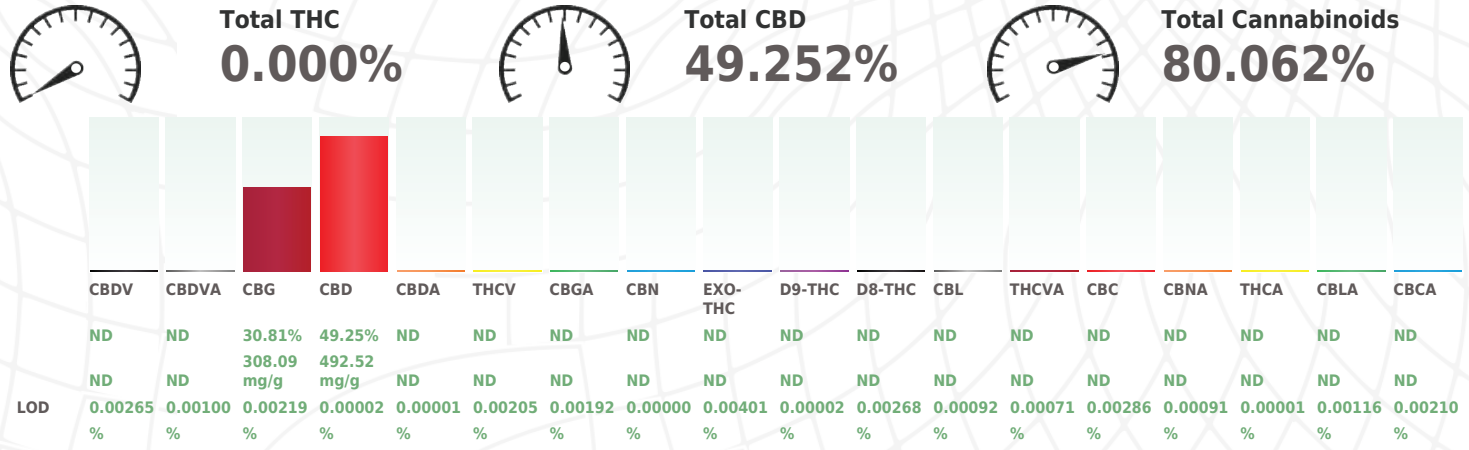 Total THC
0.000%
Total CBD
49.252%
Total Cannabinoids
80.062%
CBDV CBDVA CBG CBD CBDA THCV CBGA CBN EXO- D9-THC D8-THC CBL THCVA CBC CBNA THCA CBLA CBCA
THC
ND ND 30.81% 49.25% ND ND ND ND ND ND ND ND ND ND ND ND ND ND
308.09 492.52
ND ND mg/g mg/g ND ND ND ND ND ND ND ND ND ND ND ND ND ND
LOD 0.00265 0.00100 0.00219 0.00002 0.00001 0.00205 0.00192 0.00000 0.00401 0.00002 0.00268 0.00092 0.00071 0.00286 0.00091 0.00001 0.00116 0.00210
% % % % % % % % % % % % % % % % % %